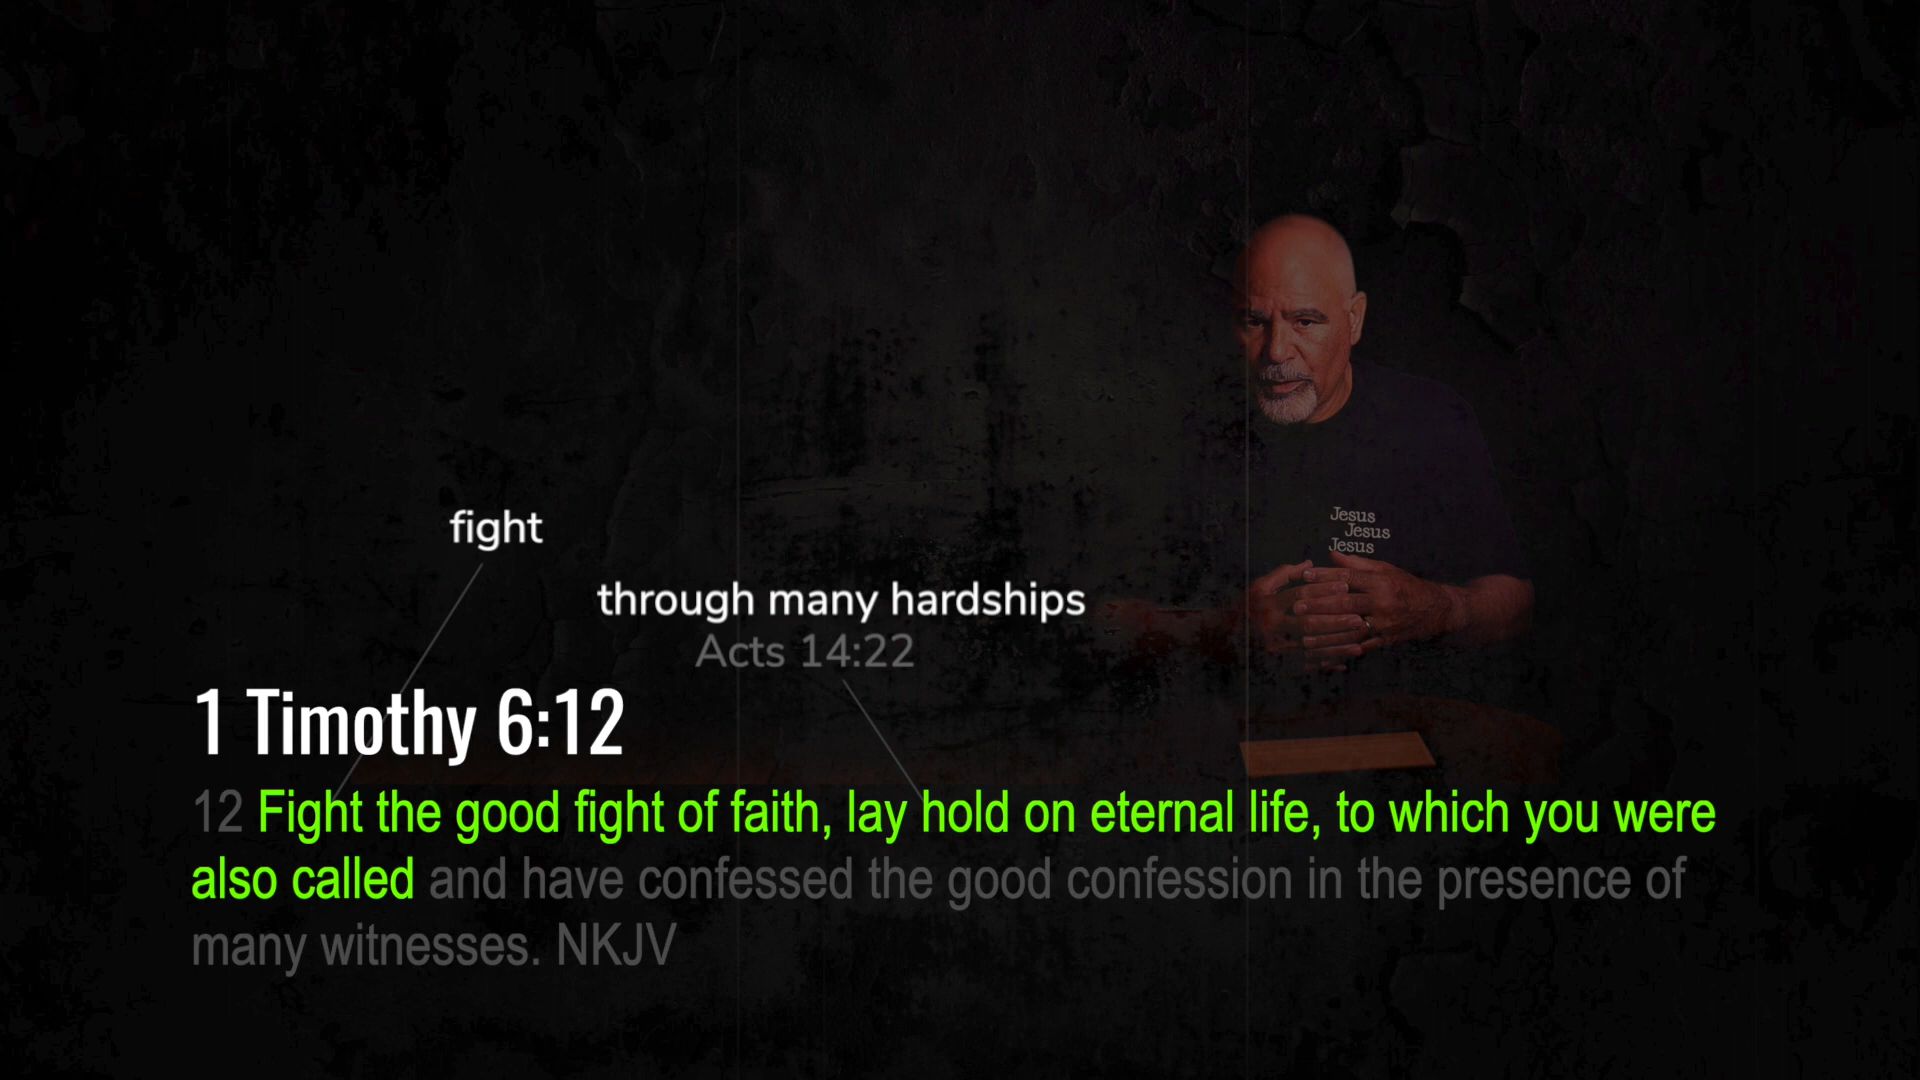 fight
through many hardships
Acts 14:22
Jesus
Jesus
Jesus
1 Timothy 6:12
12 Fight the good fight of faith, lay hold on eternal life, to which you were
also called and have confessed the good confession in the presence of
many witnesses. NKJV